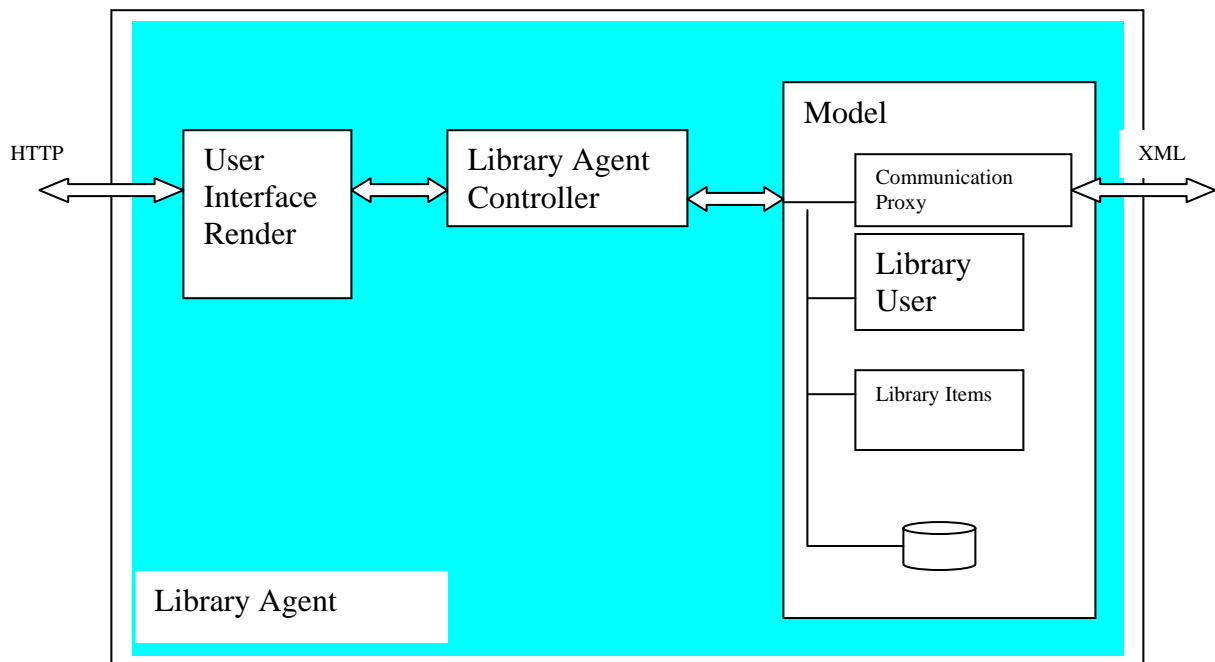 HTTP
User
Interface
Render
Library Agent
Controller
Model
Communication
Proxy
XML
Library
User
Library Items
Library Agent